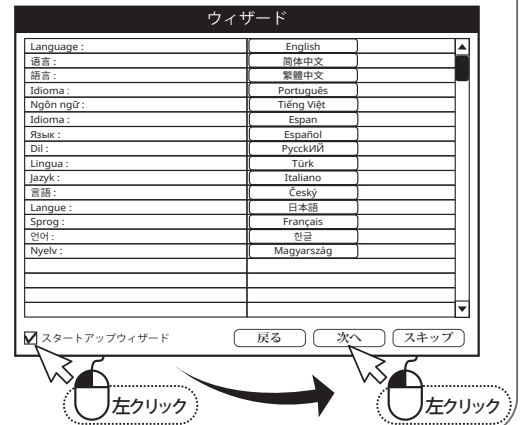 ウィザード
Language : English
语言 : 简体中文
語言 : 繁體中文
Idioma : Português
Ngôn ngữ : Tiếng Việt
Idioma : Espan
Язык : Español
Dil : РусскИЙ
Lingua : Türk
Jazyk : Italiano
言語 : Český
Langue : 日本語
Sprog : Français
언어 : 한글
Nyelv : Magyarszág
スタートアップウィザード 戻る 次へ スキップ
左クリック 左クリック